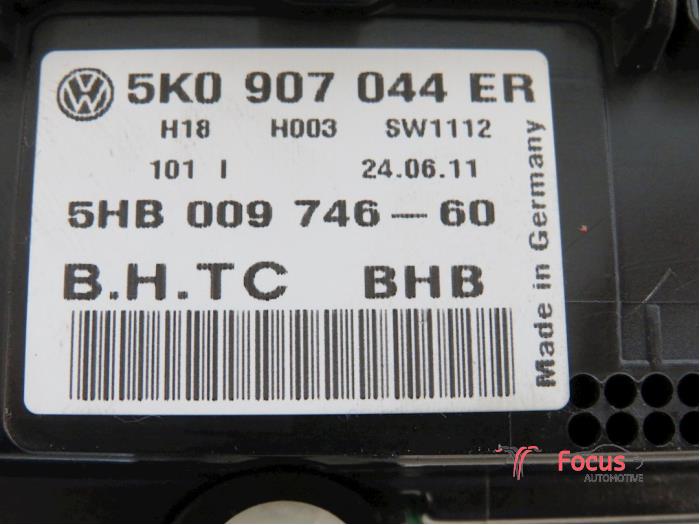 5K0 907 044 ER
H18 H003 SW1112
101 I 24.06.11
5HB 009 746-60
B.H.TC BHB
Made in Germany
Focus
AUTOMOTIVE